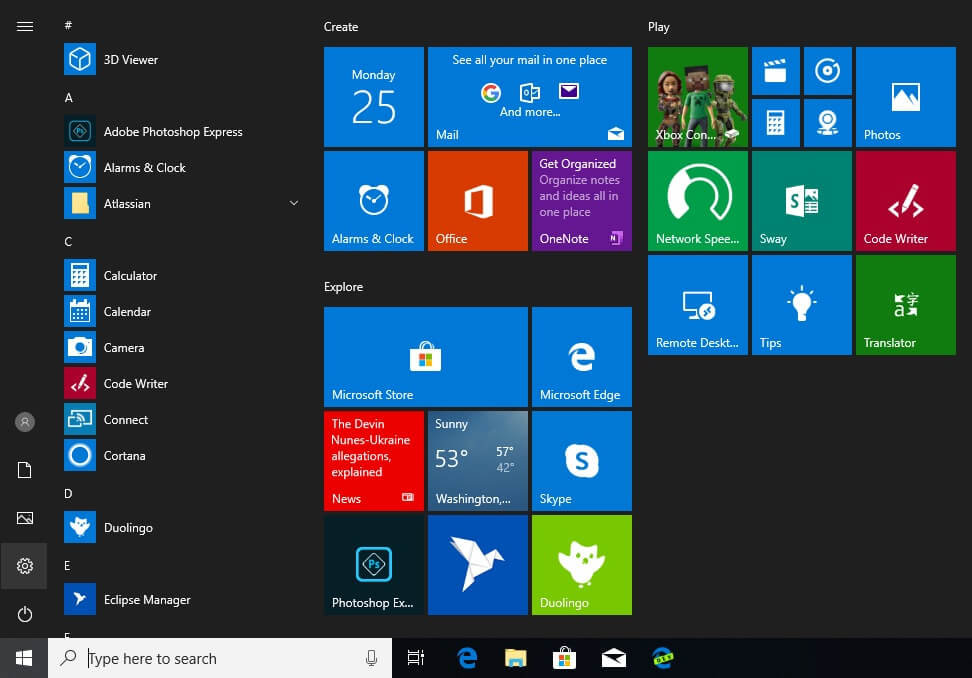 #
3D Viewer
A
Adobe Photoshop Express
Alarms & Clock
Atlassian
C
Calculator
Calendar
Camera
Code Writer
Connect
Cortana
D
Duolingo
E
Eclipse Manager
F
Create
Monday
25
See all your mail in one place
And more...
Mail
Alarms & Clock
Office
Get Organized
Organize notes
and ideas all in
one place
OneNote
Explore
Microsoft Store
Microsoft Edge
The Devin
Nunes-Ukraine
allegations,
explained
News
Sunny
53°
57°
42°
Washington,...
Skype
Ps
Photoshop Ex...
Duolingo
Play
Xbox Con...
Photos
Network Spee...
Sway
Code Writer
Remote Deskt...
Tips
Translator
Type here to search